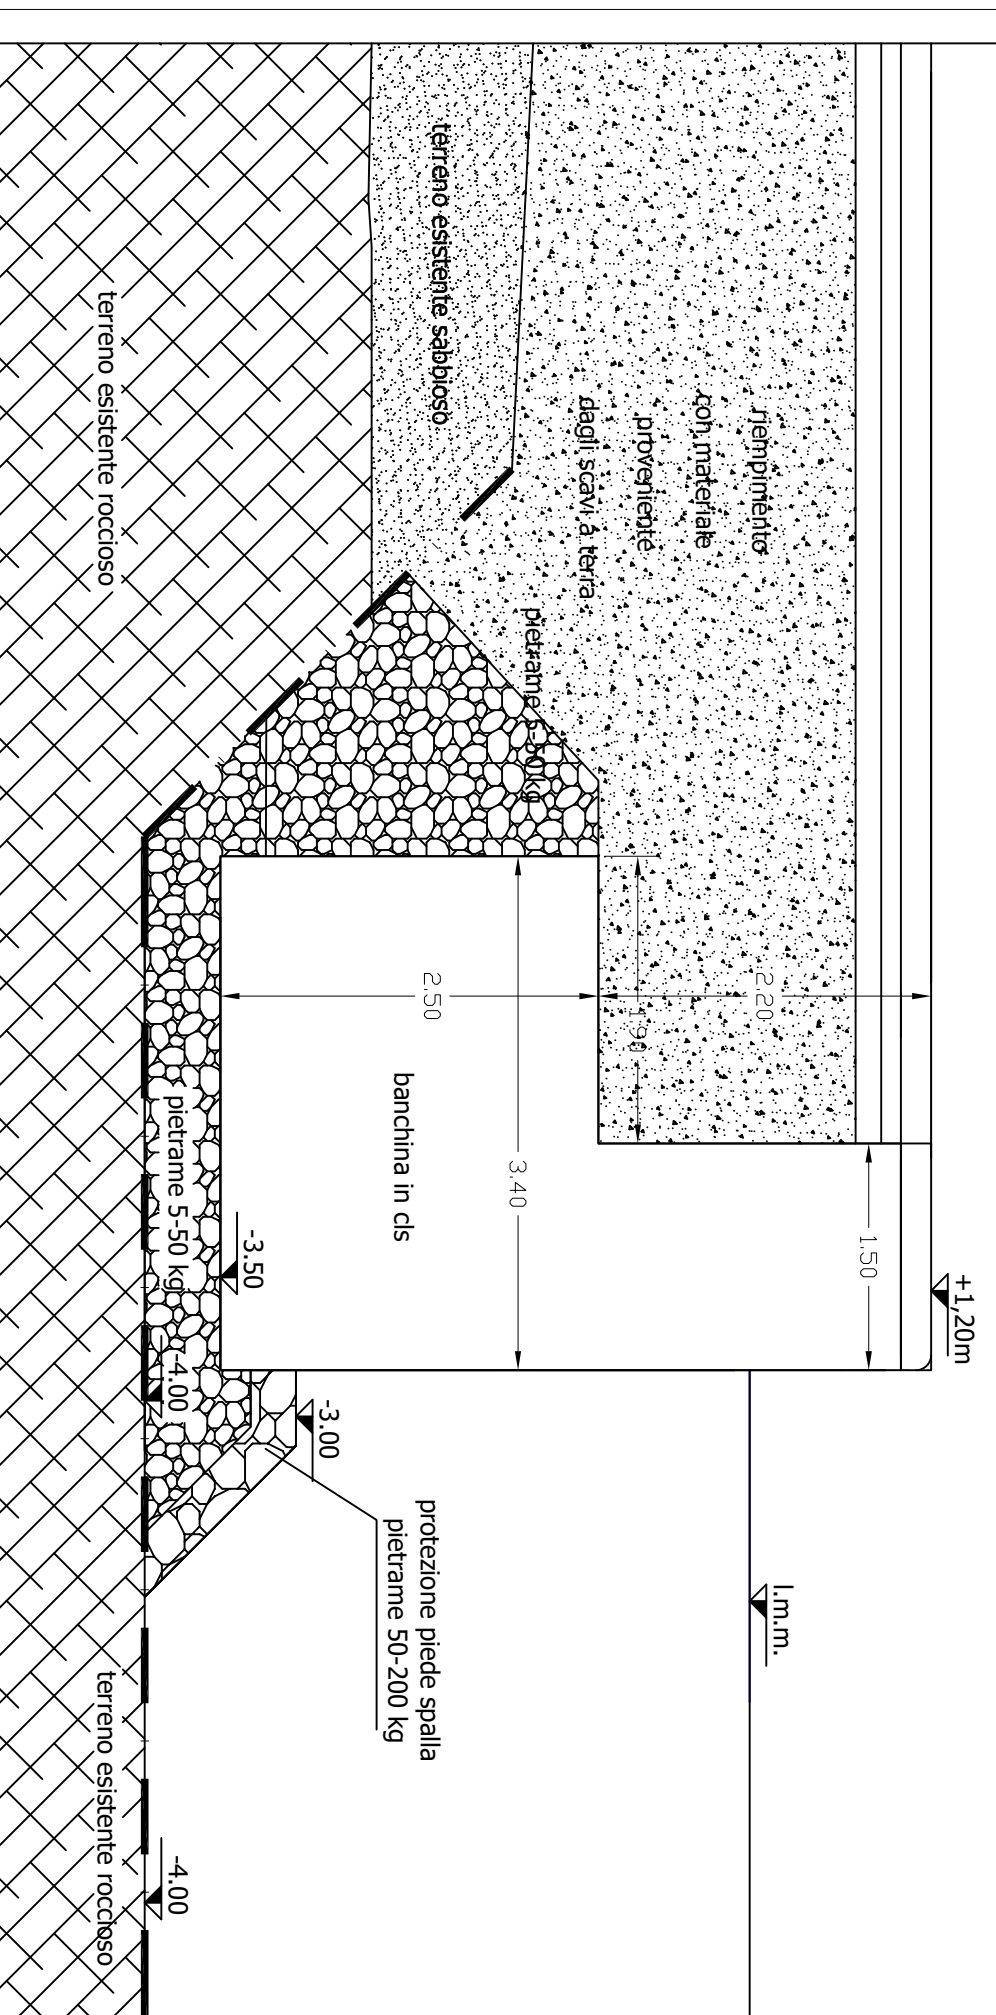 +1,20m
l.m.m.
riempimento
con materiale
proveniente
dagli scavi a terra
2.20
1.50
1.90
pietrame 5-50 kg
terreno esistente sabbioso
2.50
3.40
banchina in cls
protezione piede spalla
pietrame 50-200 kg
-3.00
-3.50
pietrame 5-50 kg
-4.00
-4.00
terreno esistente roccioso
terreno esistente roccioso